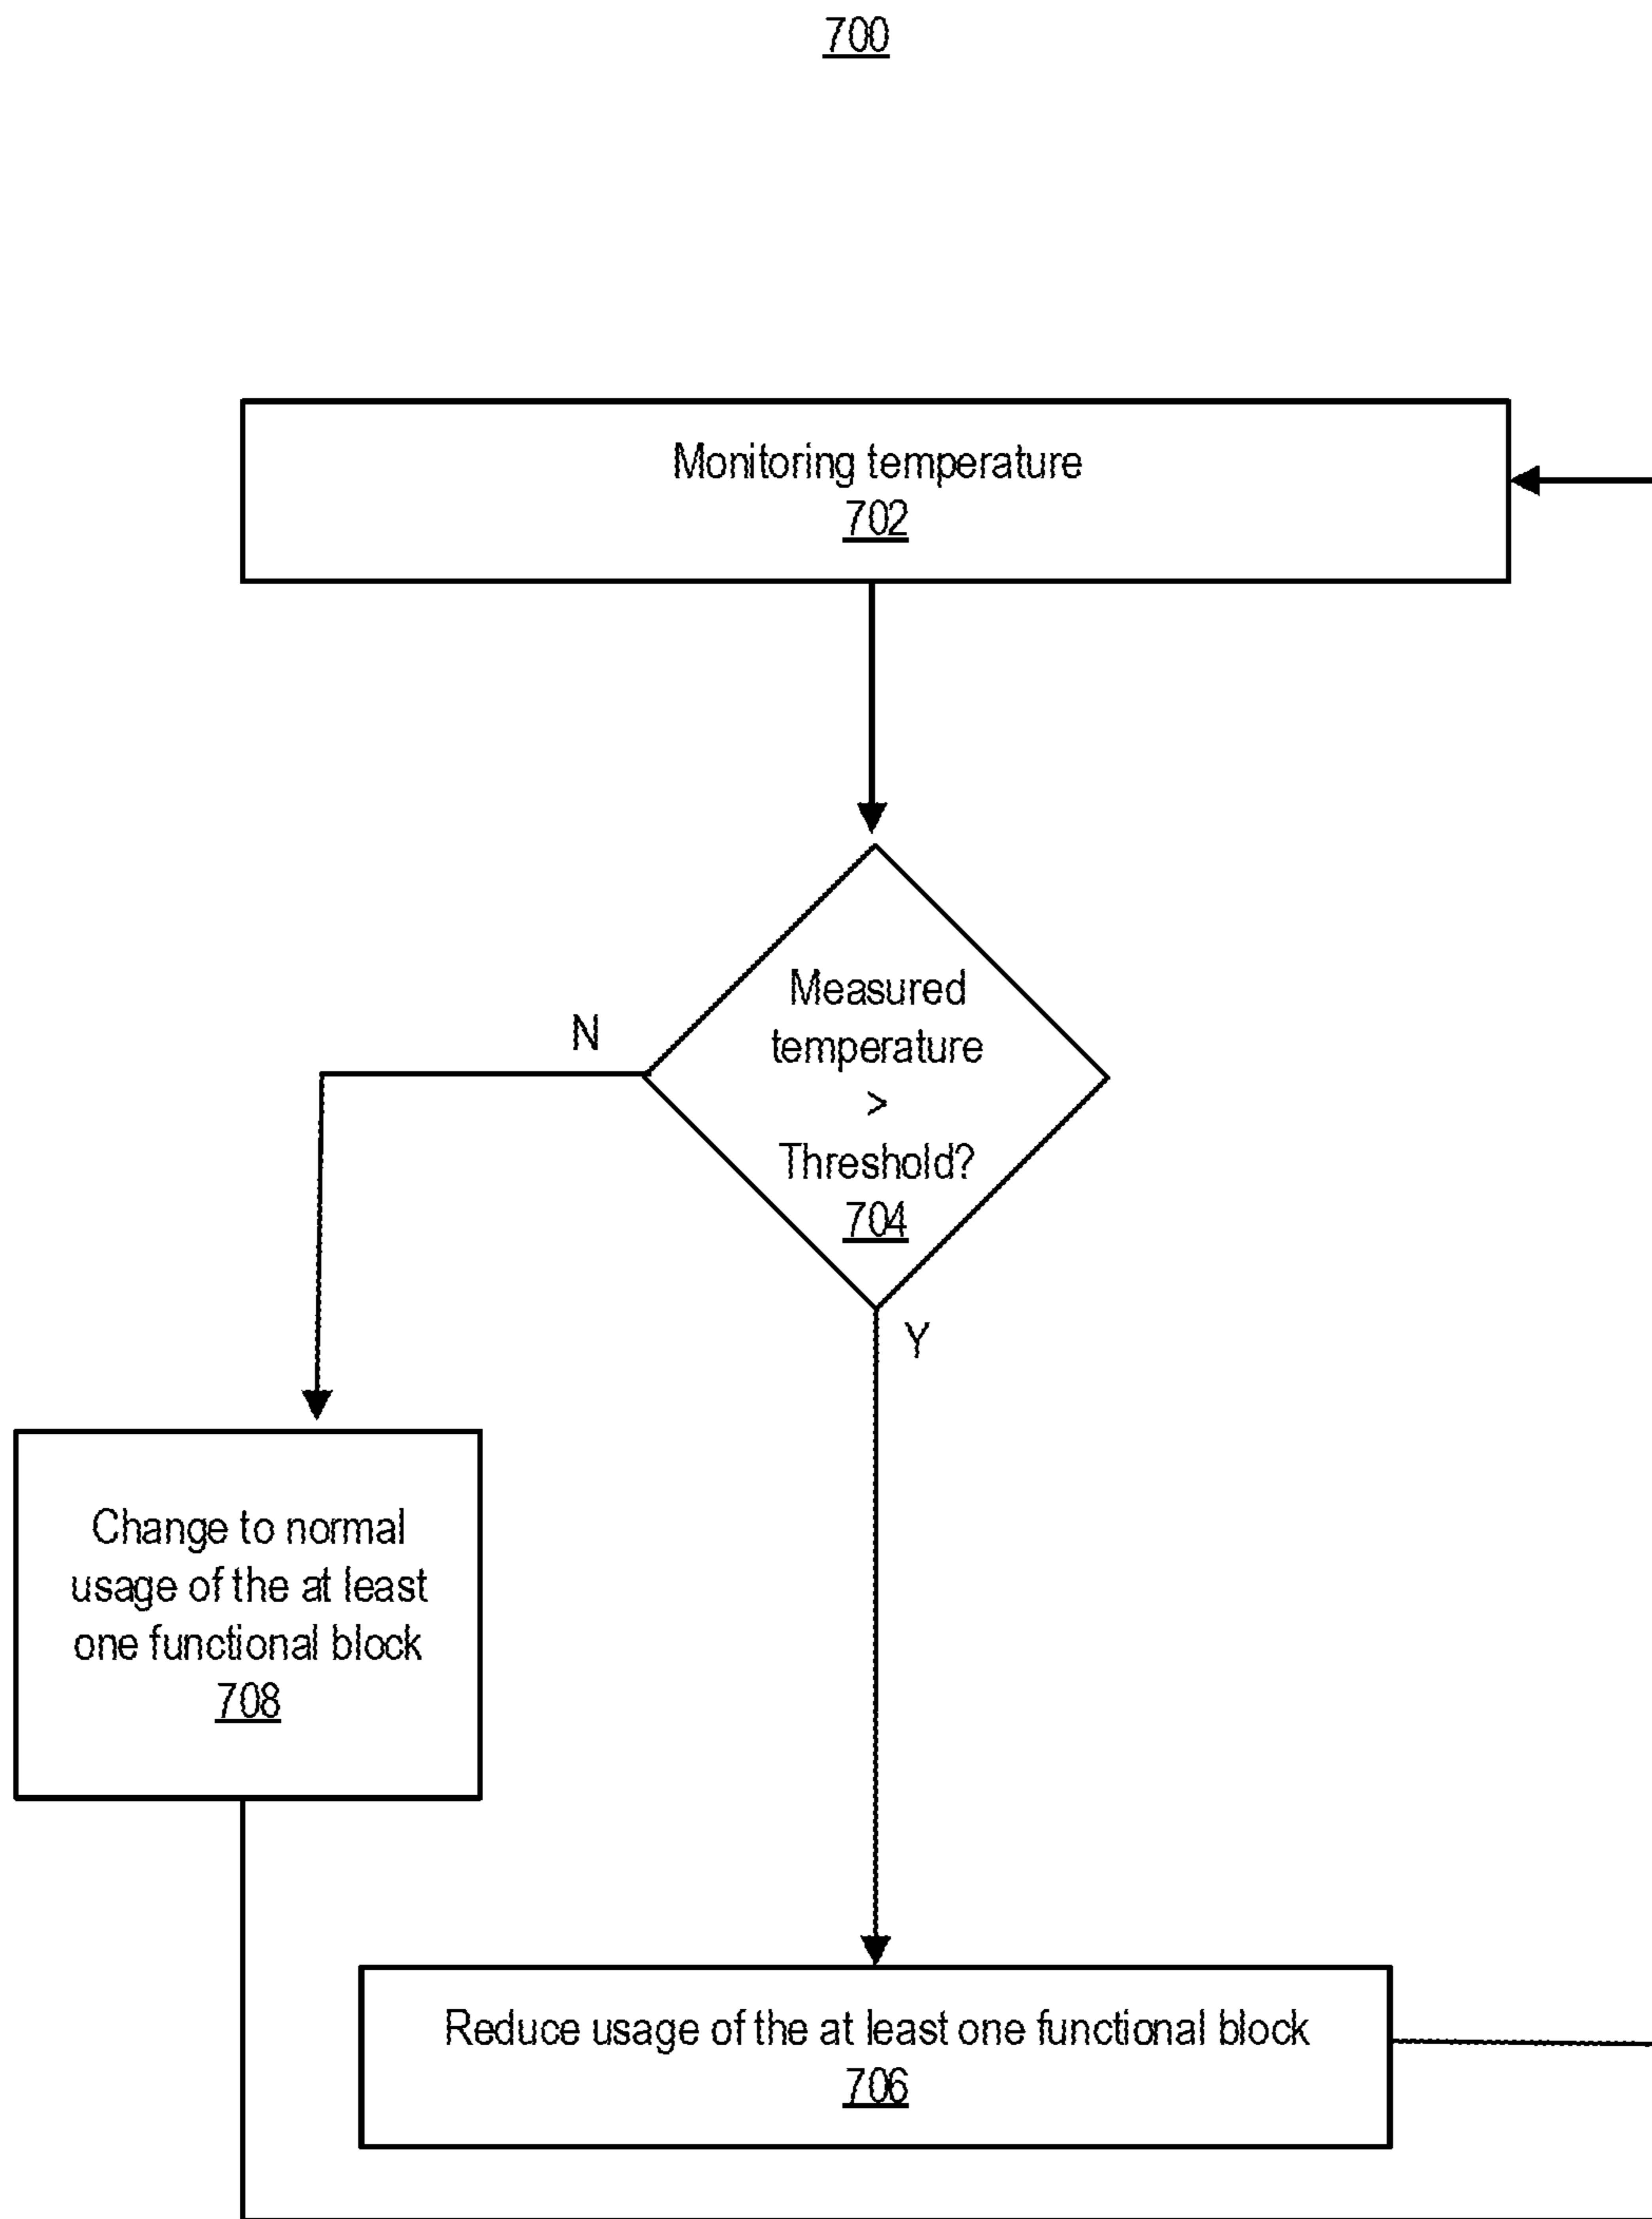 700
Monitoring temperature
702
Measured
temperature
>
Threshold?
704
N
Y
Change to normal
usage of the at least
one functional block
708
Reduce usage of the at least one functional block
706